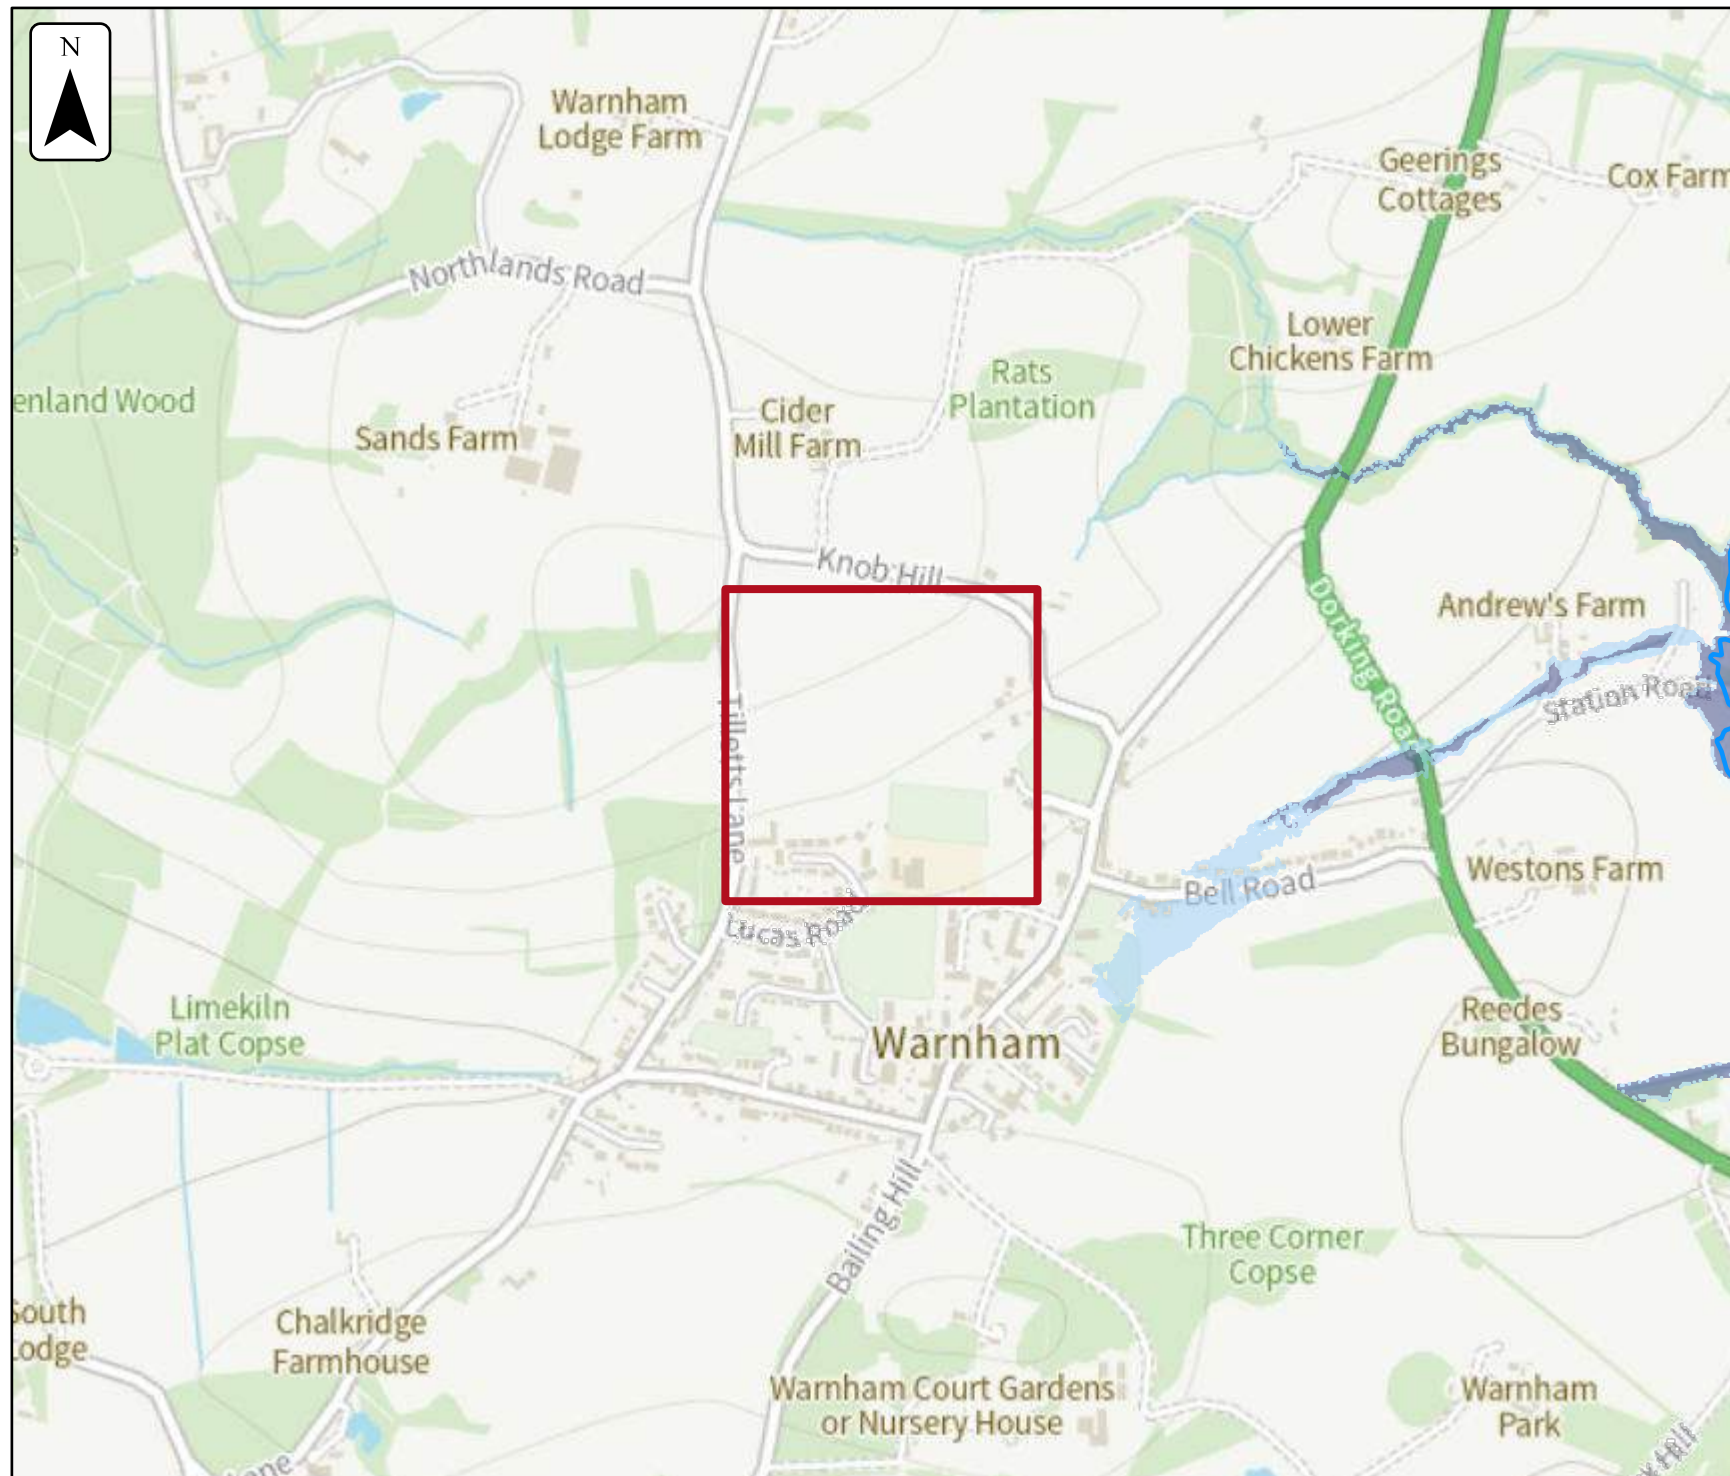 N
Warnham
Lodge Farm
Geerings
Cottages
Cox Farm
Northlands Road
Lower
Chickens Farm
Rats
Plantation
enland Wood
Cider
Mill Farm
Sands Farm
Knob Hill
Dorking Road
Andrew's Farm
Station Road
Tilletts Lane
Westons Farm
Bell Road
Lucas Road
Limekiln
Plat Copse
Warnham
Reedes
Bungalow
Bailing Hill
Three Corner
Copse
South
Lodge
Chalkridge
Farmhouse
Warnham Court Gardens
or Nursery House
Warnham
Park
Lane
Hill